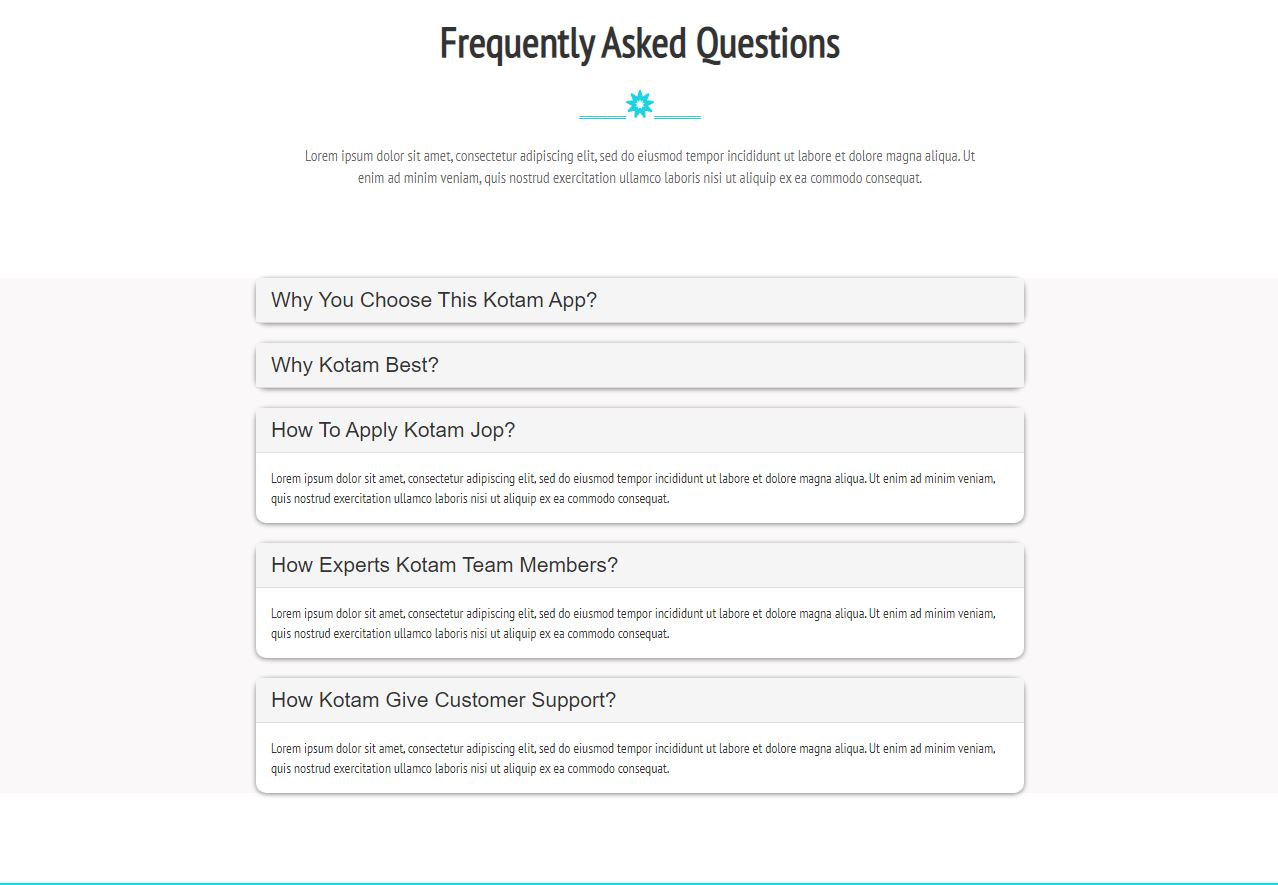 Frequently Asked Questions
Lorem ipsum dolor sit amet, consectetur adipiscing elit, sed do eiusmod tempor incididunt ut labore et dolore magna aliqua. Ut
enim ad minim veniam, quis nostrud exercitation ullamco laboris nisi ut aliquip ex ea commodo consequat.
Why You Choose This Kotam App?
Why Kotam Best?
How To Apply Kotam Jop?
Lorem ipsum dolor sit amet, consectetur adipiscing elit, sed do eiusmod tempor incididunt ut labore et dolore magna aliqua. Ut enim ad minim veniam,
quis nostrud exercitation ullamco laboris nisi ut aliquip ex ea commodo consequat.
How Experts Kotam Team Members?
Lorem ipsum dolor sit amet, consectetur adipiscing elit, sed do eiusmod tempor incididunt ut labore et dolore magna aliqua. Ut enim ad minim veniam,
quis nostrud exercitation ullamco laboris nisi ut aliquip ex ea commodo consequat.
How Kotam Give Customer Support?
Lorem ipsum dolor sit amet, consectetur adipiscing elit, sed do eiusmod tempor incididunt ut labore et dolore magna aliqua. Ut enim ad minim veniam,
quis nostrud exercitation ullamco laboris nisi ut aliquip ex ea commodo consequat.